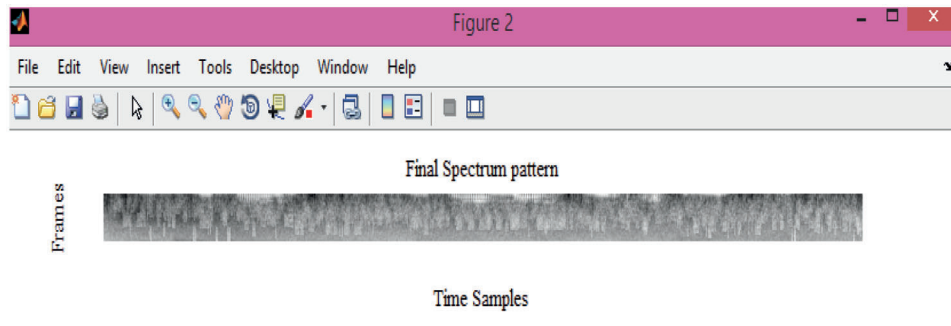 Figure 2
File Edit View Insert Tools Desktop Window Help
Final Spectrum pattern
Frames
Time Samples